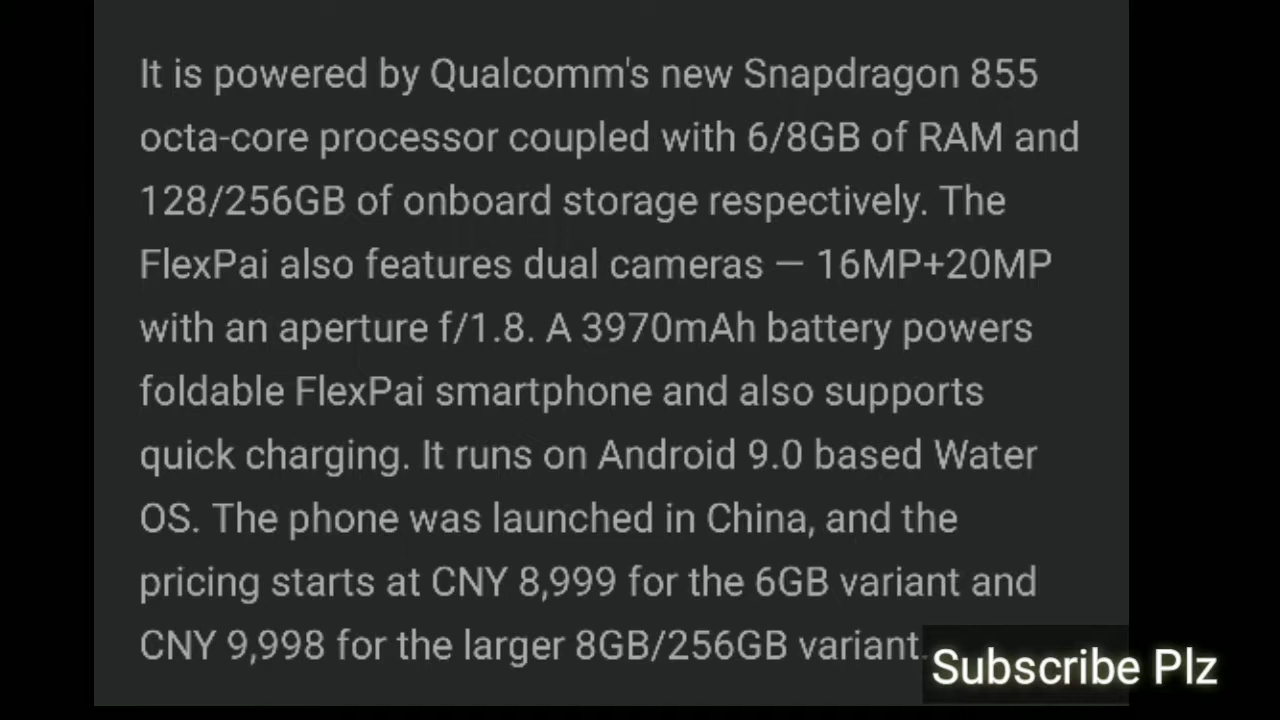 It is powered by Qualcomm's new Snapdragon 855
octa-core processor coupled with 6/8GB of RAM and
128/256GB of onboard storage respectively. The
FlexPai also features dual cameras — 16MP+20MP
with an aperture f/1.8. A 3970mAh battery powers
foldable FlexPai smartphone and also supports
quick charging. It runs on Android 9.0 based Water
OS. The phone was launched in China, and the
pricing starts at CNY 8,999 for the 6GB variant and
CNY 9,998 for the larger 8GB/256GB variant.
Subscribe Plz